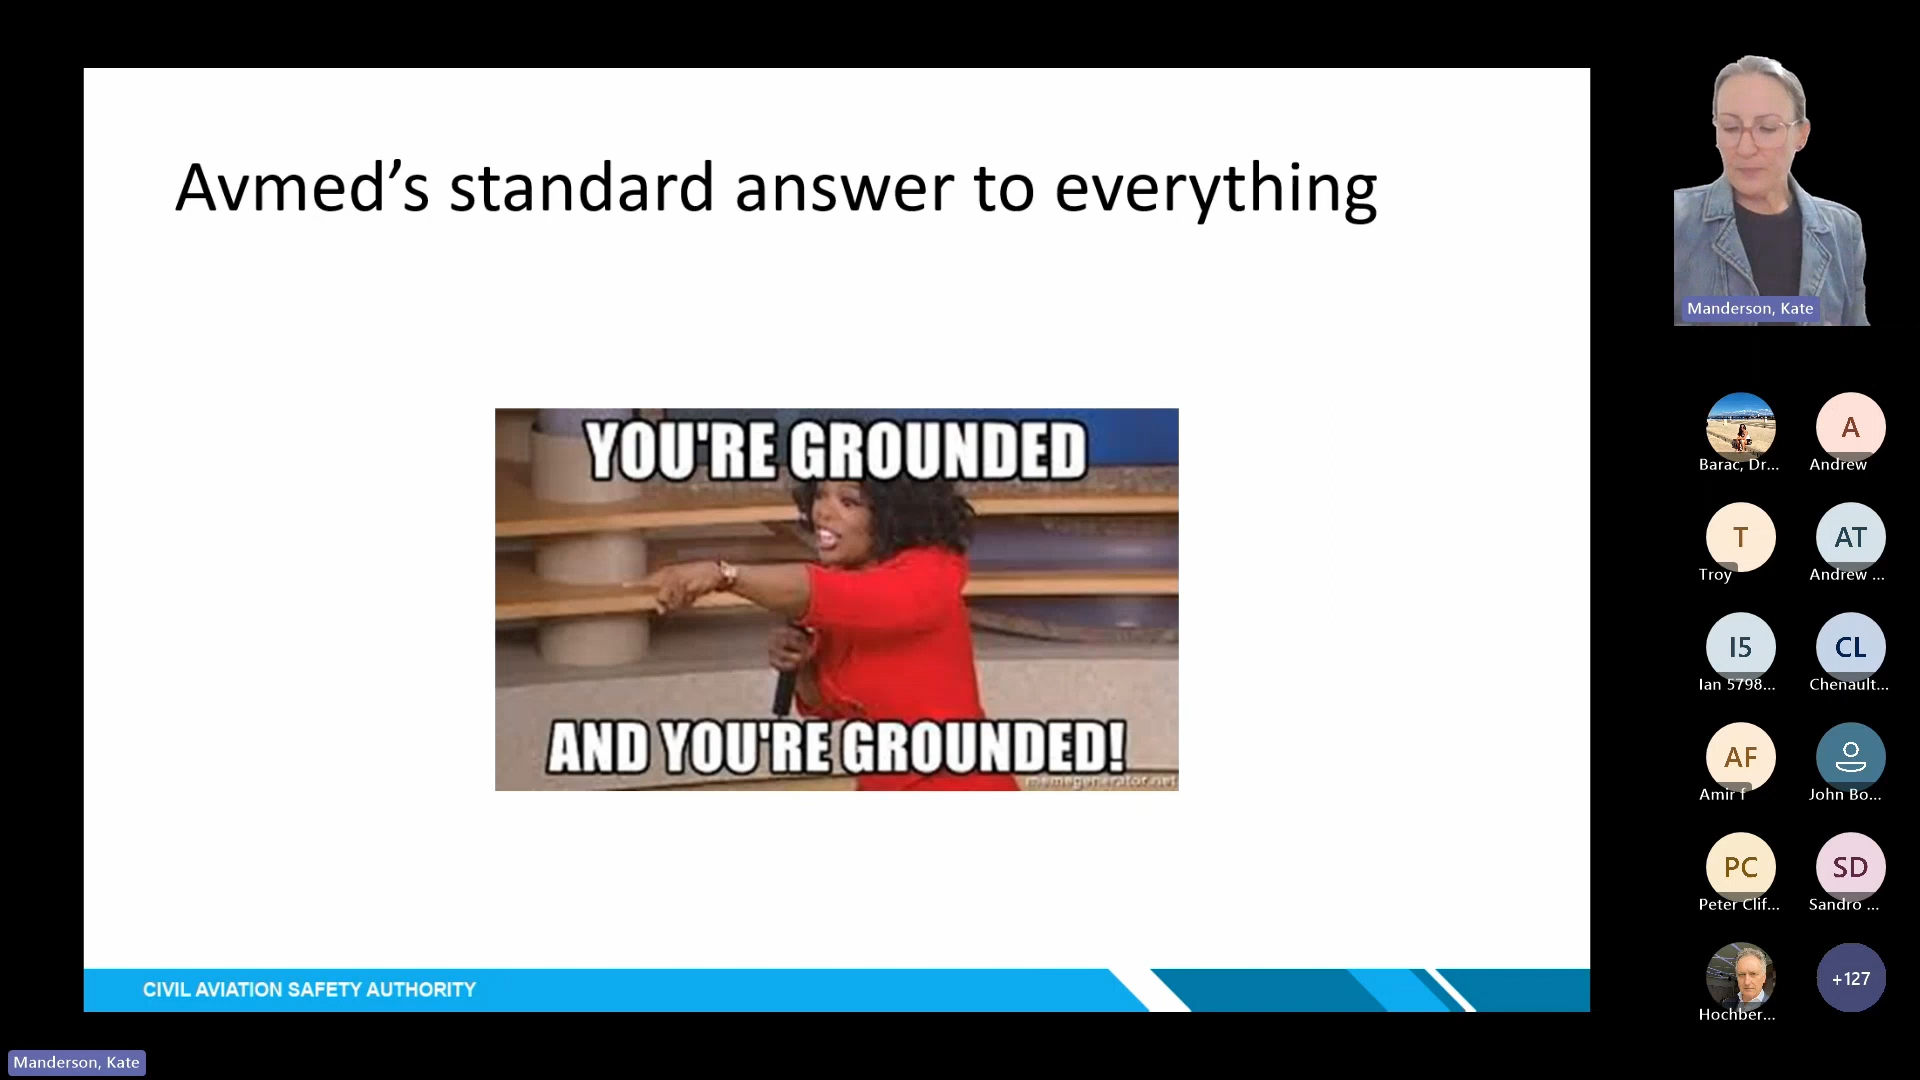 Avmed’s standard answer to everything
YOU'RE GROUNDED
AND YOU'RE GROUNDED!
memegenerator.net
CIVIL AVIATION SAFETY AUTHORITY
Manderson, Kate
Barac, Dr...
A
Andrew
T
Troy
AT
Andrew ...
I5
Ian 5798...
CL
Chenault...
AF
Amir f
John Bo...
PC
Peter Clif...
SD
Sandro ...
Hochber...
+127
Manderson, Kate